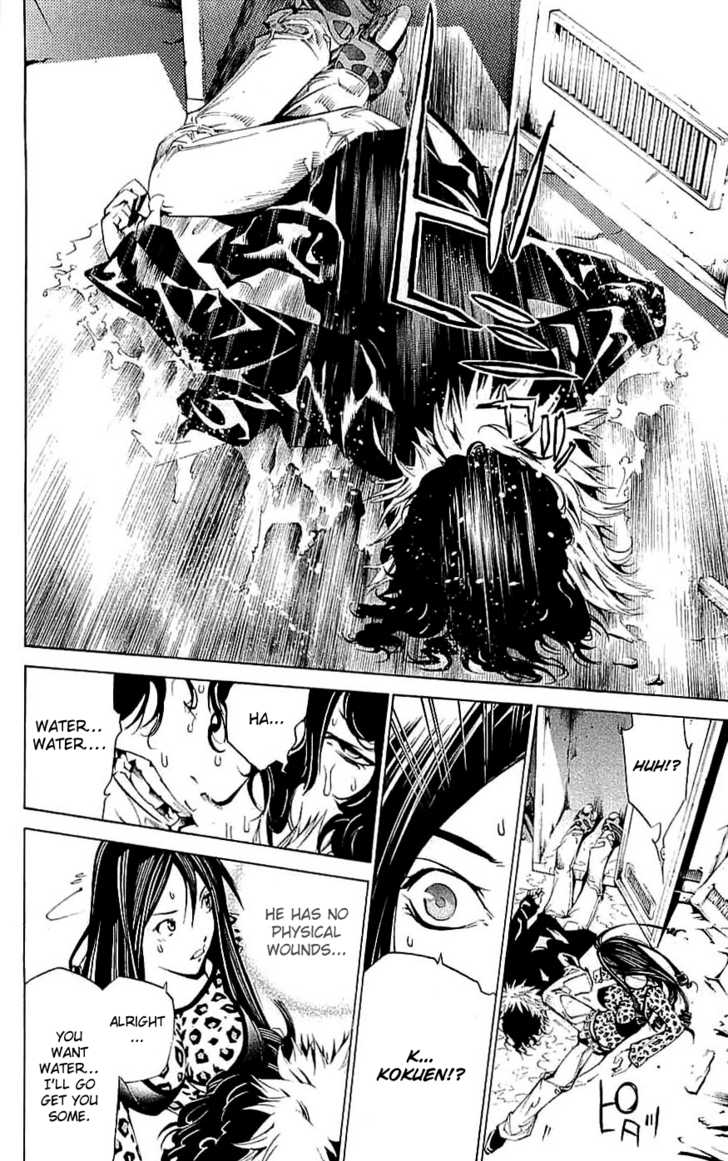 HUH!?
K...
KOKUEN!?
HA...
WATER...
WATER...
HE HAS NO
PHYSICAL
WOUNDS...
ALRIGHT
...
YOU
WANT
WATER...
I'LL GO
GET YOU
SOME.